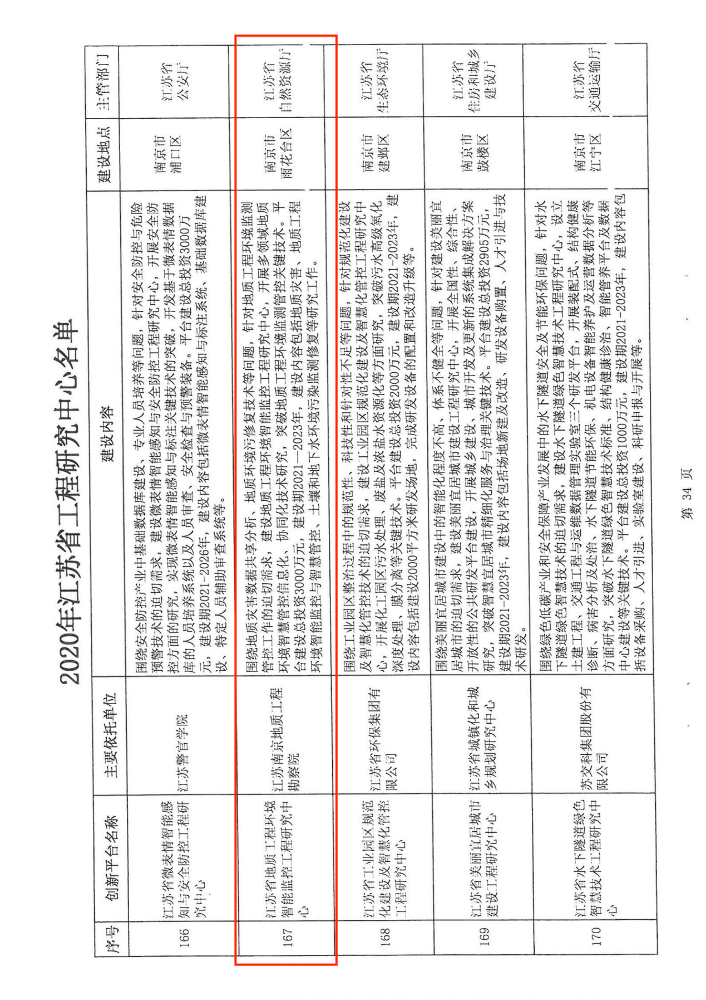 2020年江苏省工程研究中心名单
序号
创新平台名称
主要依托单位
建设内容
建设地点
主管部门
166
江苏省微表情智能感
知与安全防控工程研
究中心
江苏警官学院
围绕安全防控产业中基础数据库建设、专业人员培养等问题，针对安全防控与危险
预警技术的迫切需求，建设微表情智能感知与安全防控工程研究中心，开展安全防
控方面的研究，实现微表情智能感知与标注关键技术的突破，开发基于微表情数据
库的人员培养系统以及人员审查、安全检查与预警装备。平台建设总投资3000万
元，建设期2021-2026年，建设内容包括微表情智能感知与标注系统、基础数据库建
设、特定人员辅助审查系统等。
南京市
浦口区
江苏省
公安厅
167
江苏省地质工程环境
智能监控工程研究中
心
江苏南京地质工程
勘察院
围绕地质灾害数据共享分析、地质环境污修复技术等问题，针对地质工程环境监测
管控工作的迫切需求，建设地质工程环境智能监控工程研究中心，开展多领域地质
环境智慧管控信息化、协同化技术研究，突破地质工程环境监测管控关键技术。平
台建设总投资3000万元，建设期2021—2023年，建设内容包括地质灾害、地质工程
环境智能监控与智慧管控、土壤和地下水环境污染监测修复等研究工作。
南京市
雨花台区
江苏省
自然资源厅
168
江苏省工业园区规范
化建设及智慧化管控
工程研究中心
江苏省环保集团有
限公司
围绕工业园区整治过程中的规范性、科技性和针对性不足等问题，针对规范化建设
及智慧化管控技术的迫切需求，建设工业园区规范化建设及智慧化管控工程研究中
心，开展化工园区污水处理、废盐及浓盐水资源化等方面研究，突破污水高级氧化
深度处理、膜分离等关键技术。平台建设总投资2000万元，建设期2021-2023年，建
设内容包括建设2000平方米研发场地，完成研发设备的配置和改造升级等。
南京市
建邺区
江苏省
生态环境厅
169
江苏省美丽宜居城市
建设工程研究中心
江苏省城镇化和城
乡规划研究中心
围绕美丽宜居城市建设中的智能化程度不高、体系不健全等问题，针对建设美丽宜
居城市的迫切需求，建设美丽宜居城市建设工程研究中心，开展全国性、综合性、
开放性的公共研发平台建设，开展城乡建设、城市开发及更新的系统集成解决方案
研究，突破智慧宜居城市精细化服务与治理关键技术。平台建设总投资2905万元，
建设期2021-2023年，建设内容包括场地新建及改造、研发设备购置、人才引进与技
术研发。
南京市
鼓楼区
江苏省
住房和城乡
建设厅
170
江苏省水下隧道绿色
智慧技术工程研究中
心
苏交科集团股份有
限公司
围绕绿色低碳产业和安全保障产业发展中的水下隧道安全及节能环保问题，针对水
下隧道绿色智慧技术的迫切需求，建设水下隧道绿色智慧技术工程研究中心，设立
土建工程、交通工程与运维数据管理实验室三个研发平台，开展装配式、结构健康
诊断、病害分析及处治、水下隧道节能环保、机电设备智能养护及运营数据分析等
方面研究，突破水下隧道绿色智慧技术标准、结构健康诊治、智能管养平台及数据
中心建设等关键技术。平台建设总投资1000万元，建设期2021-2023年，建设内容包
括设备采购、人才引进、实验室建设、科研申报与开展等。
南京市
江宁区
江苏省
交通运输厅
第 34 页